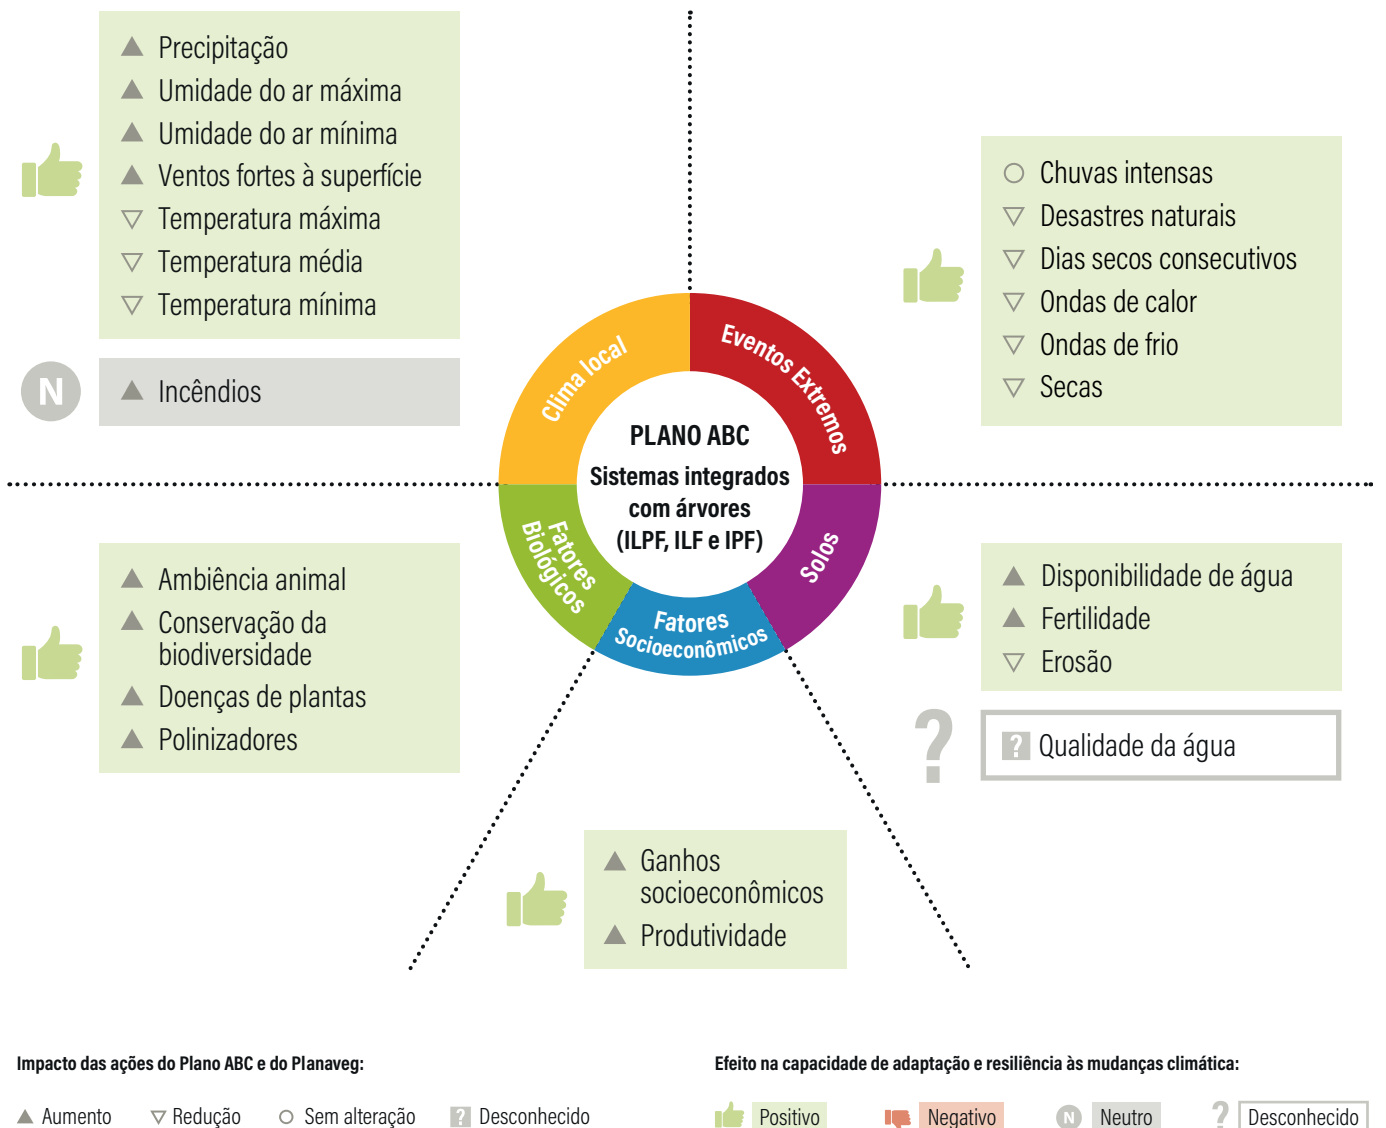 Precipitação
Umidade do ar máxima
Umidade do ar mínima
Ventos fortes à superfície
Temperatura máxima
Temperatura média
Temperatura mínima
N
Incêndios
Chuvas intensas
Desastres naturais
Dias secos consecutivos
Ondas de calor
Ondas de frio
Secas
Clima local
Eventos Extremos
PLANO ABC
Sistemas integrados
com árvores
(ILPF, ILF e IPF)
Fatores
Biológicos
Solos
Fatores
Socioeconômicos
Ambiência animal
Conservação da
biodiversidade
Doenças de plantas
Polinizadores
Disponibilidade de água
Fertilidade
Erosão
?
? Qualidade da água
Ganhos
socioeconômicos
Produtividade
Impacto das ações do Plano ABC e do Planaveg:
Aumento
Redução
Sem alteração
? Desconhecido
Efeito na capacidade de adaptação e resiliência às mudanças climática:
Positivo
Negativo
N Neutro
? Desconhecido